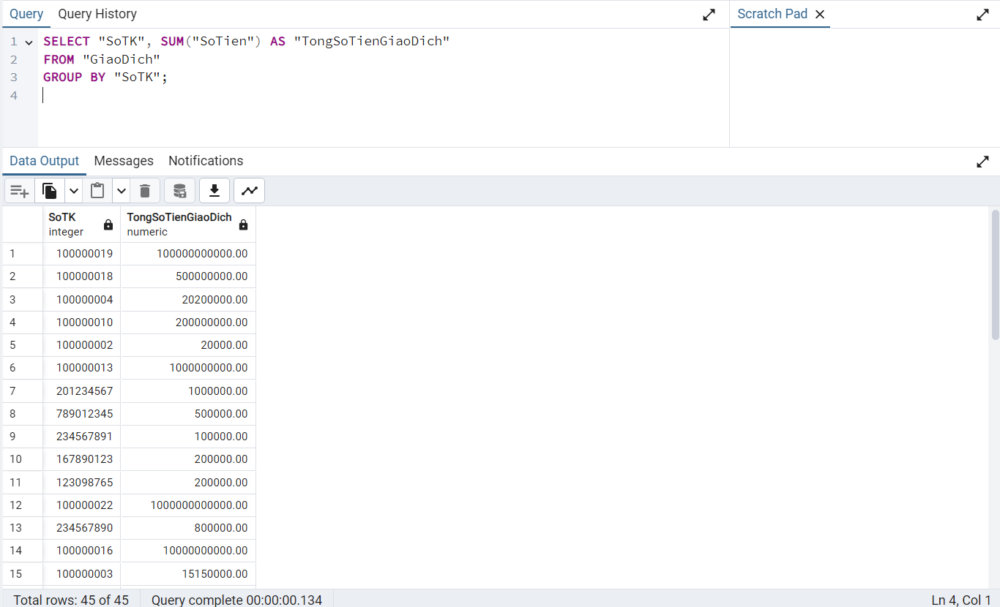 Query Query History Scratch Pad
1 SELECT "SoTK", SUM("SoTien") AS "TongSoTienGiaoDich"
2 FROM "GiaoDich"
3 GROUP BY "SoTK";
4
Data Output Messages Notifications
SoTK TongSoTienGiaoDich
integer numeric
1 100000019 100000000000.00
2 100000018 500000000.00
3 100000004 20200000.00
4 100000010 200000000.00
5 100000002 20000.00
6 100000013 1000000000.00
7 201234567 1000000.00
8 789012345 500000.00
9 234567891 100000.00
10 167890123 200000.00
11 123098765 200000.00
12 100000022 1000000000000.00
13 234567890 800000.00
14 100000016 10000000000.00
15 100000003 15150000.00
Total rows: 45 of 45 Query complete 00:00:00.134 Ln 4, Col 1